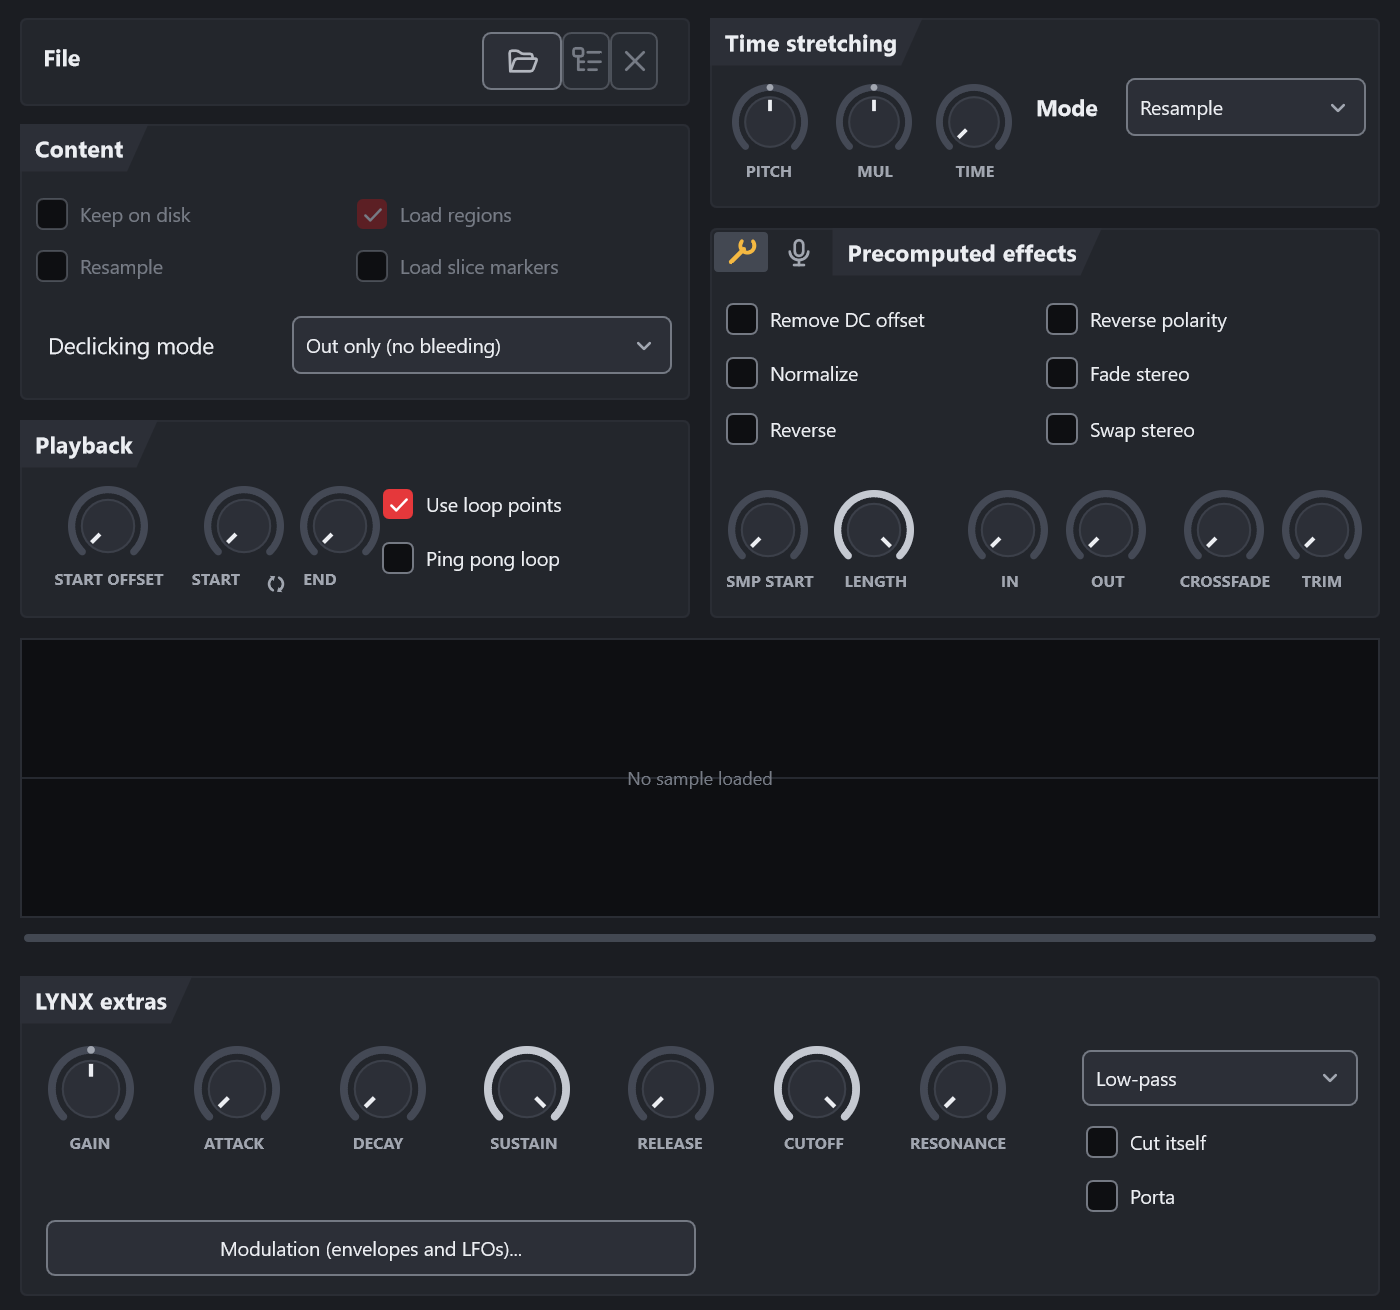 File
Content
Keep on disk
Load regions
Resample
Load slice markers
Declicking mode
Out only (no bleeding)
Playback
START OFFSET
START
END
Use loop points
Ping pong loop
Time stretching
PITCH
MUL
TIME
Mode
Resample
Precomputed effects
Remove DC offset
Reverse polarity
Normalize
Fade stereo
Reverse
Swap stereo
SMP START
LENGTH
IN
OUT
CROSSFADE
TRIM
No sample loaded
LYNX extras
GAIN
ATTACK
DECAY
SUSTAIN
RELEASE
CUTOFF
RESONANCE
Low-pass
Cut itself
Porta
Modulation (envelopes and LFOs)...